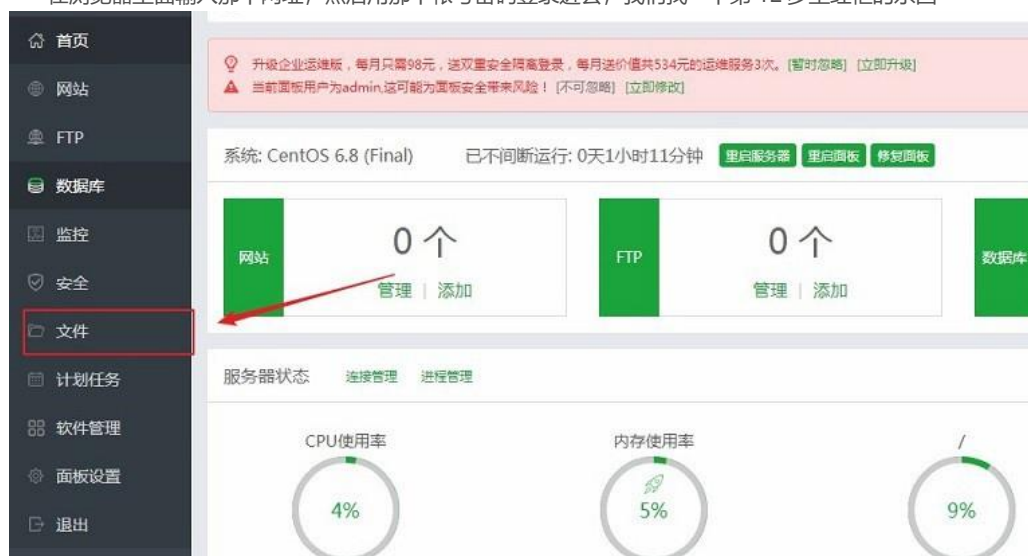 首页
网站
FTP
数据库
监控
安全
文件
计划任务
软件管理
面板设置
退出
升级企业运维版，每月只需98元，送双重安全隔离登录，每月送价值共534元的运维服务3次。[暂时忽略] [立即升级]
当前面板用户为admin,这可能为面板安全带来风险！[不可忽略] [立即修改]
系统: CentOS 6.8 (Final) 已不间断运行: 0天1小时11分钟 重启服务器 重启面板 修复面板
网站 0 个 管理 | 添加
FTP 0 个 管理 | 添加
数据库
服务器状态 连接管理 进程管理
CPU使用率 内存使用率 /
4% 5% 9%